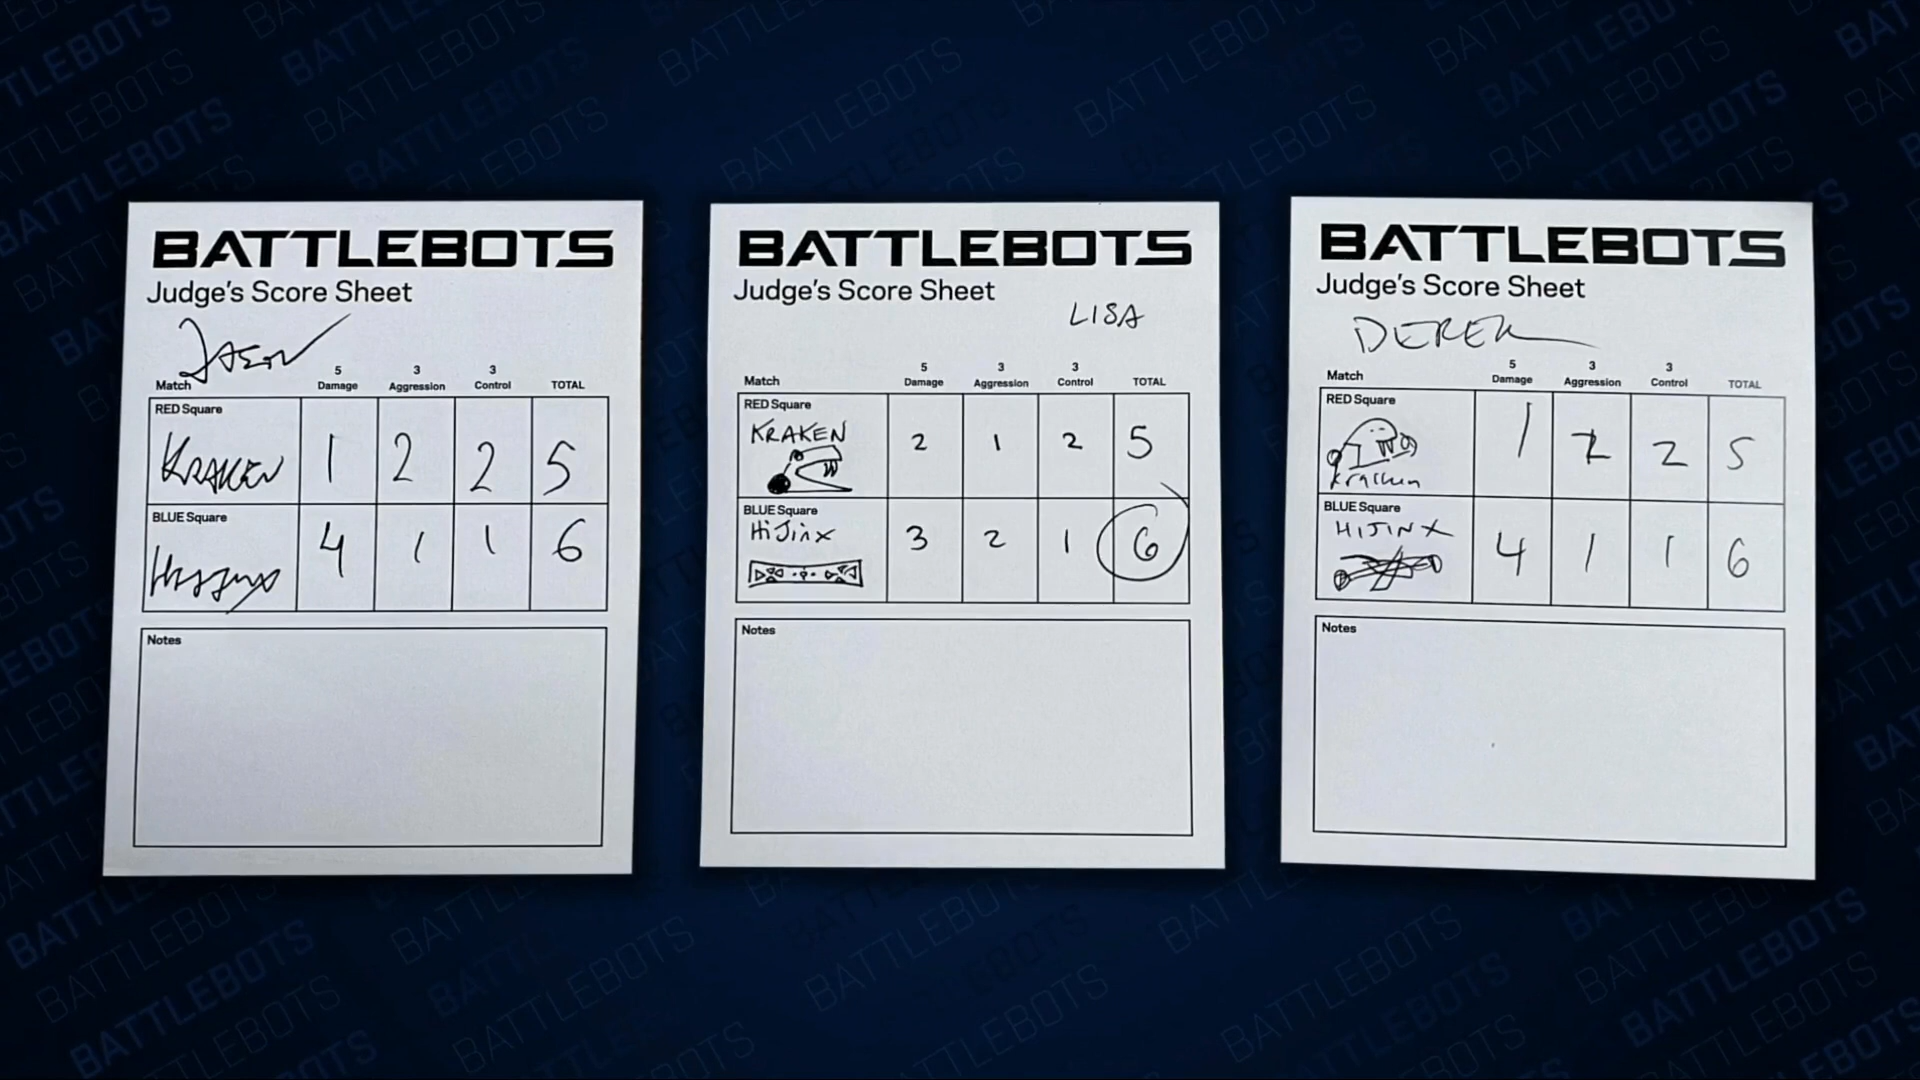 BATTLEBOTS
Judge's Score Sheet
JASON
Match
5 Damage
3 Aggression
3 Control
TOTAL
RED Square
KRAKEN
1 2 2 5
BLUE Square
4 1 1 6
Notes
BATTLEBOTS
Judge's Score Sheet
LISA
Match
5 Damage
3 Aggression
3 Control
TOTAL
RED Square
KRAKEN
2 1 2 5
BLUE Square
HiJinx
3 2 1 6
Notes
BATTLEBOTS
Judge's Score Sheet
DEREK
Match
5 Damage
3 Aggression
3 Control
TOTAL
RED Square
Kraken
1 2 2 5
BLUE Square
HIJINX
4 1 1 6
Notes